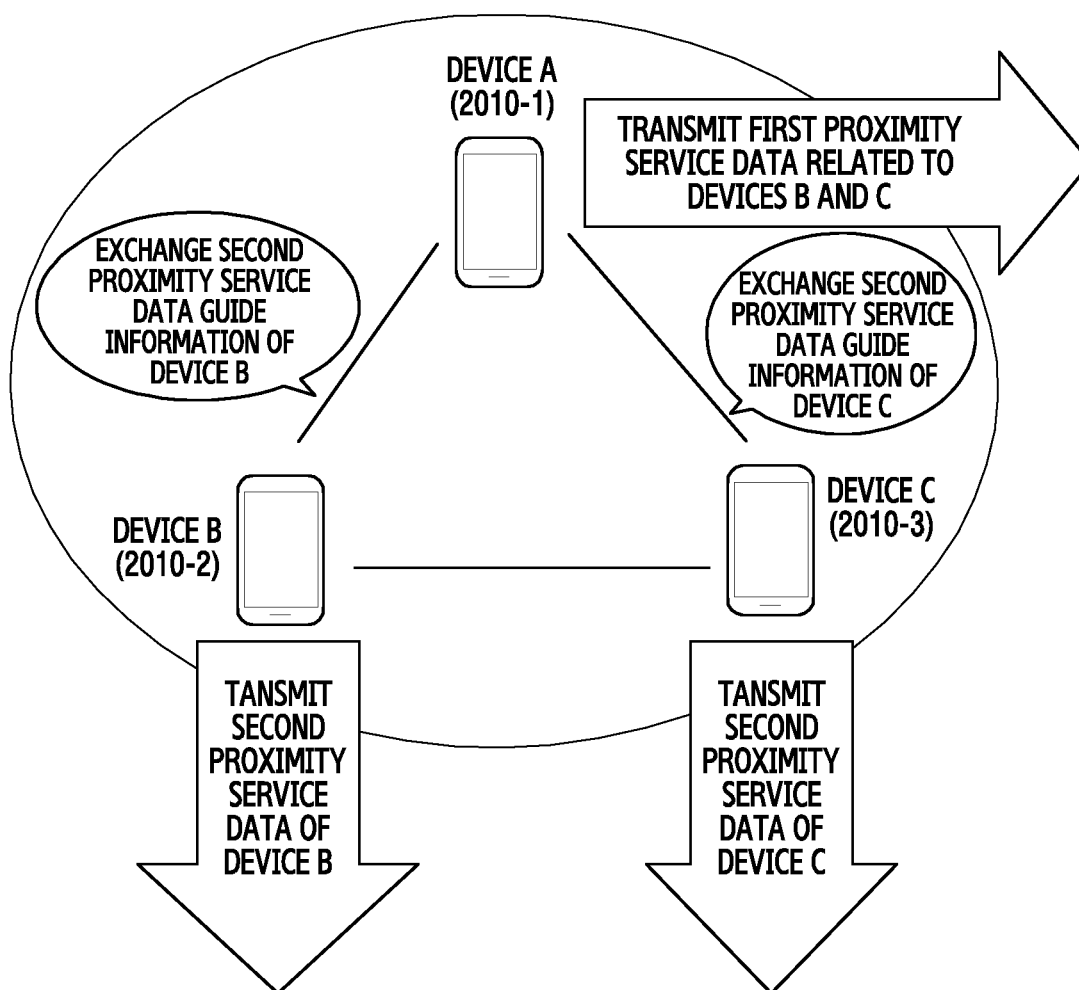 DEVICE A
(2010-1)
TRANSMIT FIRST PROXIMITY
SERVICE DATA RELATED TO
DEVICES B AND C
EXCHANGE SECOND
PROXIMITY SERVICE
DATA GUIDE
INFORMATION OF
DEVICE B
EXCHANGE SECOND
PROXIMITY SERVICE
DATA GUIDE
INFORMATION OF
DEVICE C
DEVICE B
(2010-2)
DEVICE C
(2010-3)
TANSMIT
SECOND
PROXIMITY
SERVICE
DATA OF
DEVICE B
TANSMIT
SECOND
PROXIMITY
SERVICE
DATA OF
DEVICE C